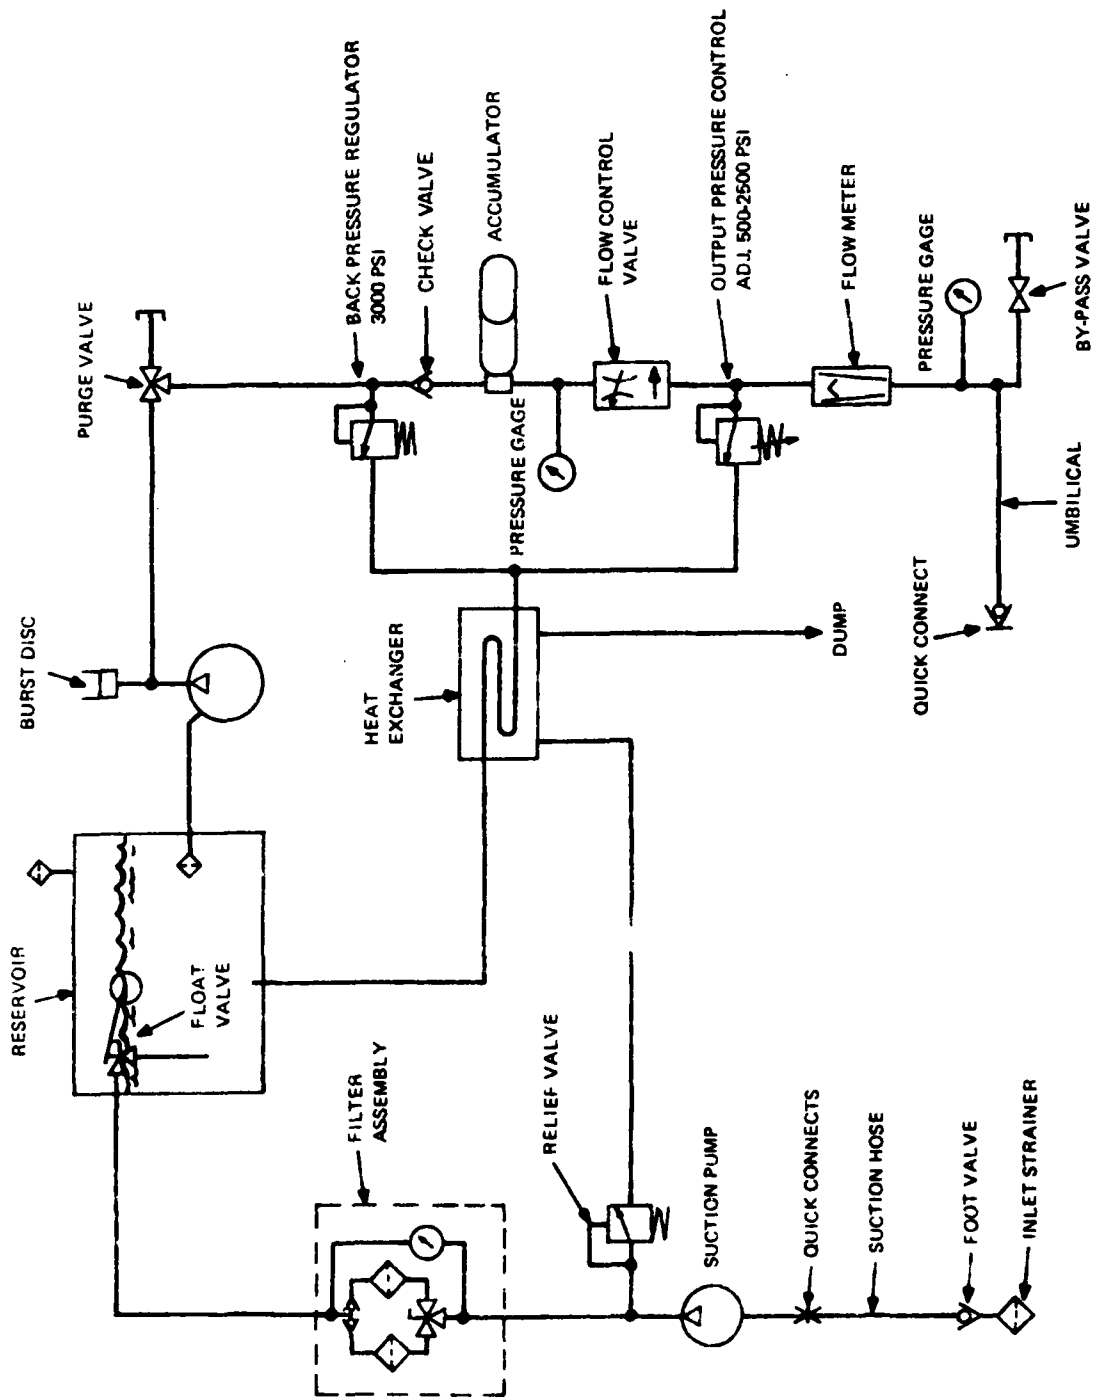 RESERVOIR
FLOAT
VALVE
BURST DISC
PURGE VALVE
BACK PRESSURE REGULATOR
3000 PSI
CHECK VALVE
ACCUMULATOR
PRESSURE GAGE
FLOW CONTROL
VALVE
OUTPUT PRESSURE CONTROL
ADJ. 500-2500 PSI
FLOW METER
PRESSURE GAGE
BY-PASS VALVE
UMBILICAL
QUICK CONNECT
HEAT
EXCHANGER
DUMP
FILTER
ASSEMBLY
RELIEF VALVE
SUCTION PUMP
QUICK CONNECTS
SUCTION HOSE
FOOT VALVE
INLET STRAINER